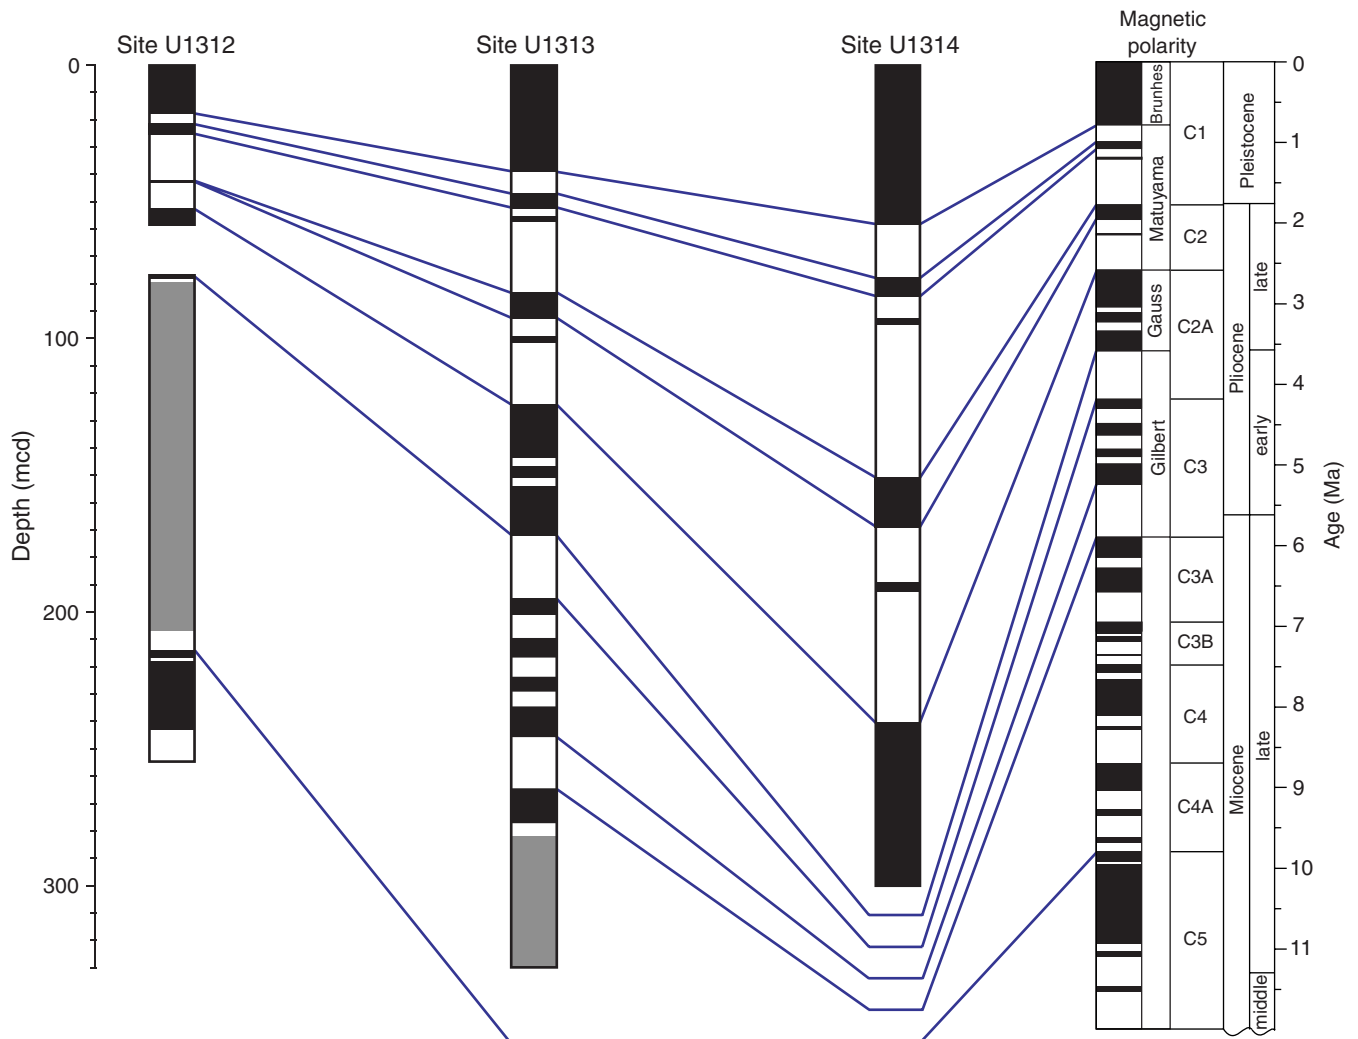 Site U1312
Site U1313
Site U1314
Magnetic
polarity
Depth (mcd)
0
100
200
300
Brunhes
Matuyama
Gauss
Gilbert
C1
C2
C2A
C3
C3A
C3B
C4
C4A
C5
Pleistocene
Pliocene
Miocene
late
early
late
middle
0
1
2
3
4
5
6
7
8
9
10
11
Age (Ma)